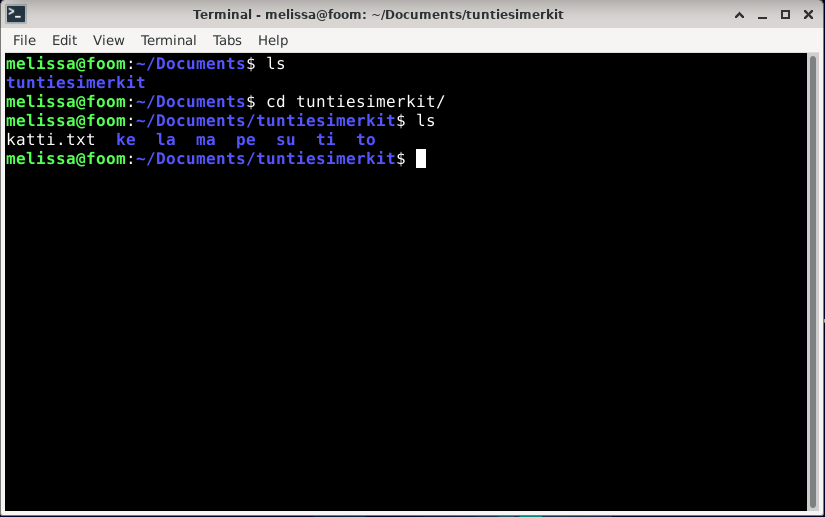 Terminal - melissa@foom: ~/Documents/tuntiesimerkit
File Edit View Terminal Tabs Help
melissa@foom:~/Documents$ ls
tuntiesimerkit
melissa@foom:~/Documents$ cd tuntiesimerkit/
melissa@foom:~/Documents/tuntiesimerkit$ ls
katti.txt  ke  la  ma  pe  su  ti  to
melissa@foom:~/Documents/tuntiesimerkit$